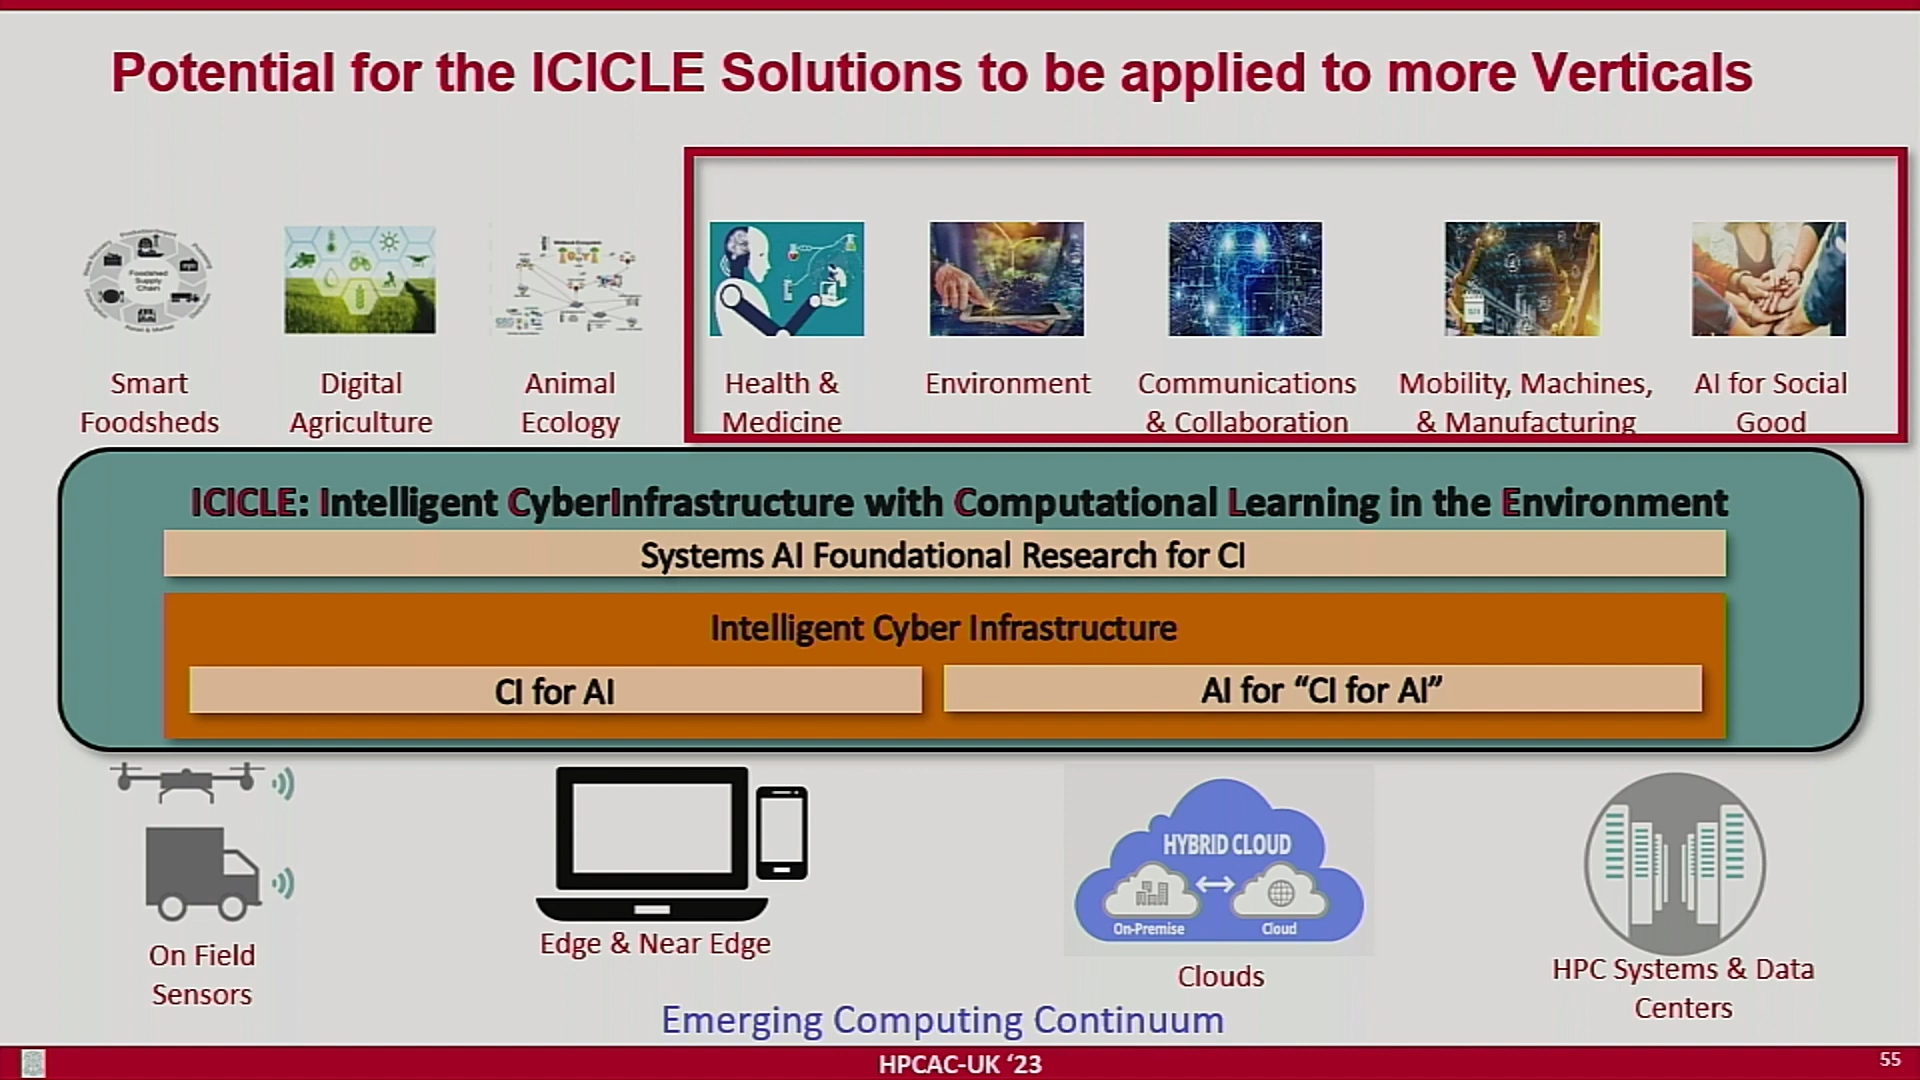 Potential for the ICICLE Solutions to be applied to more Verticals
Foodshed
Supply
Chain
Smart
Foodsheds
Digital
Agriculture
Animal
Ecology
Health &
Medicine
Environment
Communications
& Collaboration
Mobility, Machines,
& Manufacturing
AI for Social
Good
ICICLE: Intelligent CyberInfrastructure with Computational Learning in the Environment
Systems AI Foundational Research for CI
Intelligent Cyber Infrastructure
CI for AI
AI for “CI for AI”
On Field
Sensors
Edge & Near Edge
HYBRID CLOUD
On-Premise
Cloud
Clouds
HPC Systems & Data
Centers
Emerging Computing Continuum
HPCAC-UK ‘23
55